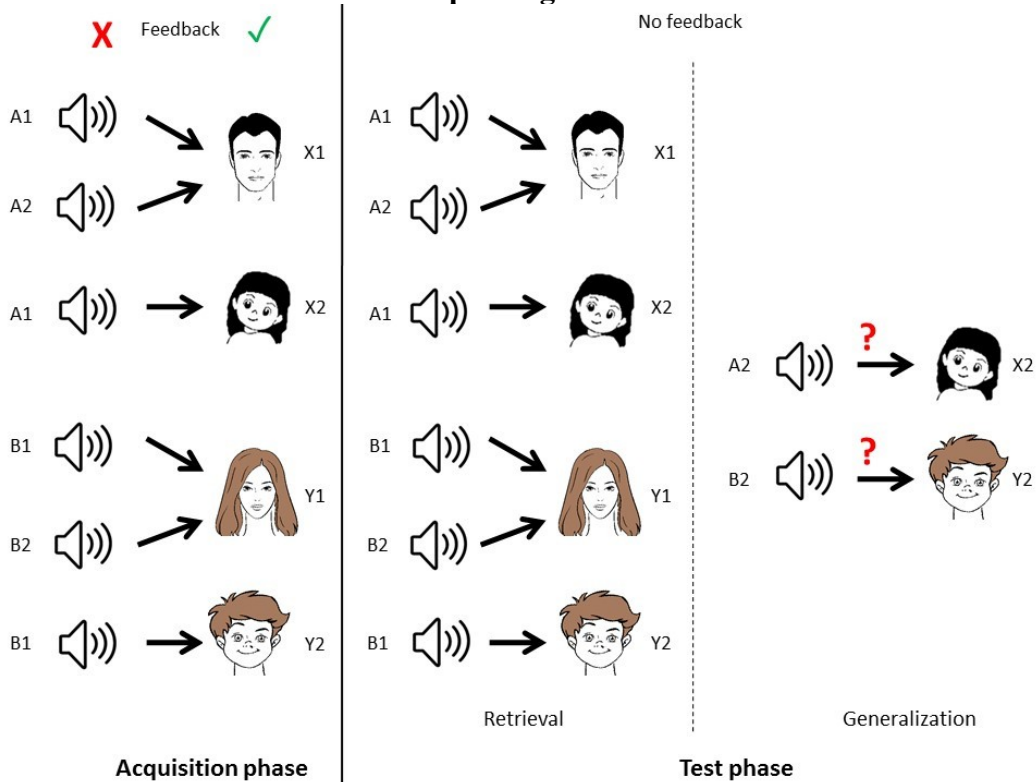 X Feedback ✓
No feedback
A1
X1
A2
A1
X2
B1
Y1
B2
B1
Y2
A1
X1
A2
A1
X2
B1
Y1
B2
B1
Y2
Retrieval
?
A2
X2
?
B2
Y2
Generalization
Acquisition phase
Test phase